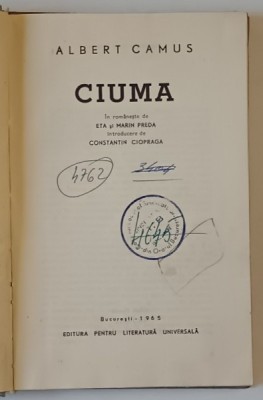 ALBERT CAMUS
CIUMA
În românește de
ETA și MARIN PREDA
Introducere de
CONSTANTIN CIOPRAGA
4762
București - 1965
EDITURA PENTRU LITERATURĂ UNIVERSALĂ